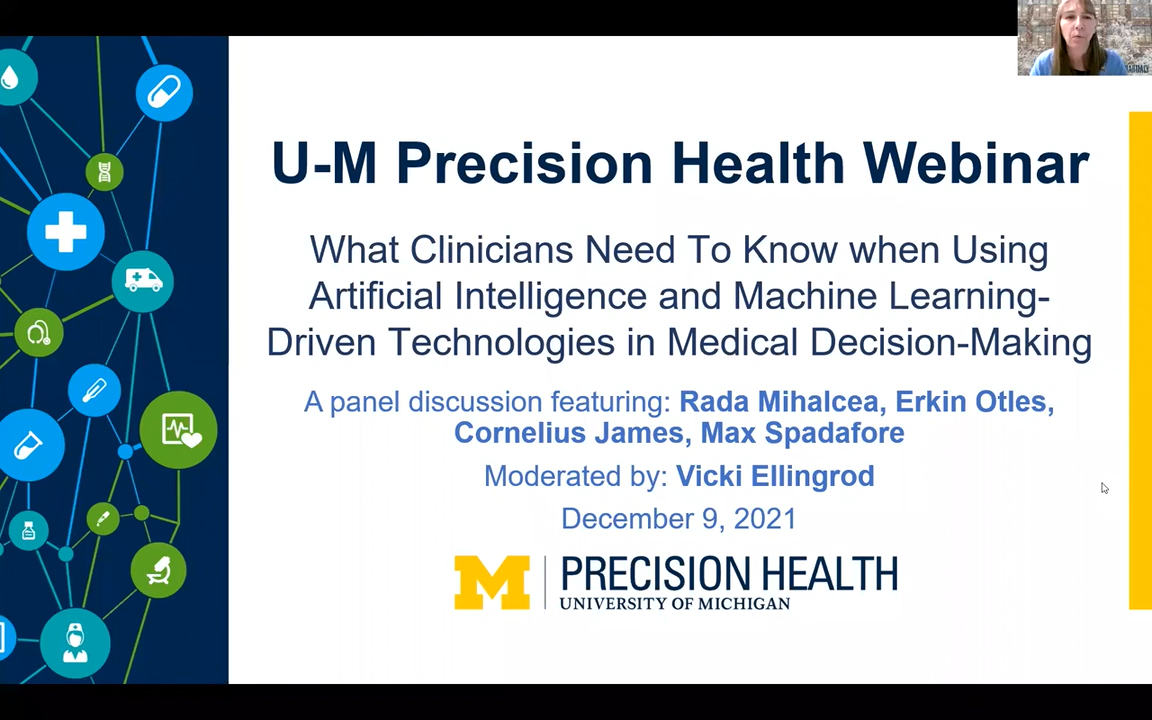 U-M Precision Health Webinar
What Clinicians Need To Know when Using
Artificial Intelligence and Machine Learning-
Driven Technologies in Medical Decision-Making
A panel discussion featuring: Rada Mihalcea, Erkin Otles,
Cornelius James, Max Spadafore
Moderated by: Vicki Ellingrod
December 9, 2021
M PRECISION HEALTH
UNIVERSITY OF MICHIGAN